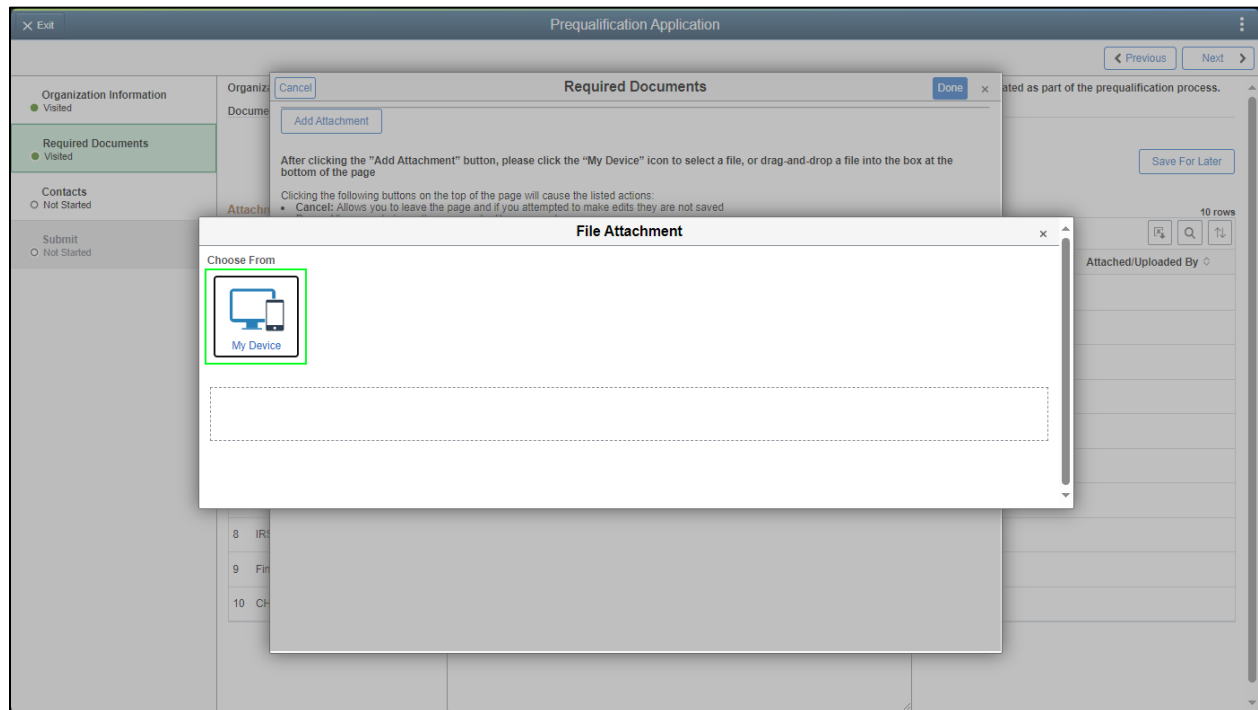 Exit
Prequalification Application
Previous
Next
Organization Information
Visited
Required Documents
Visited
Contacts
Not Started
Submit
Not Started
ated as part of the prequalification process.
Save For Later
10 rows
Attached/Uploaded By
Cancel
Required Documents
Done
Add Attachment
After clicking the "Add Attachment" button, please click the “My Device” icon to select a file, or drag-and-drop a file into the box at the
bottom of the page
Clicking the following buttons on the top of the page will cause the listed actions:
• Cancel: Allows you to leave the page and if you attempted to make edits they are not saved
File Attachment
Choose From
My Device
8 IRS
9 Fin
10 CH